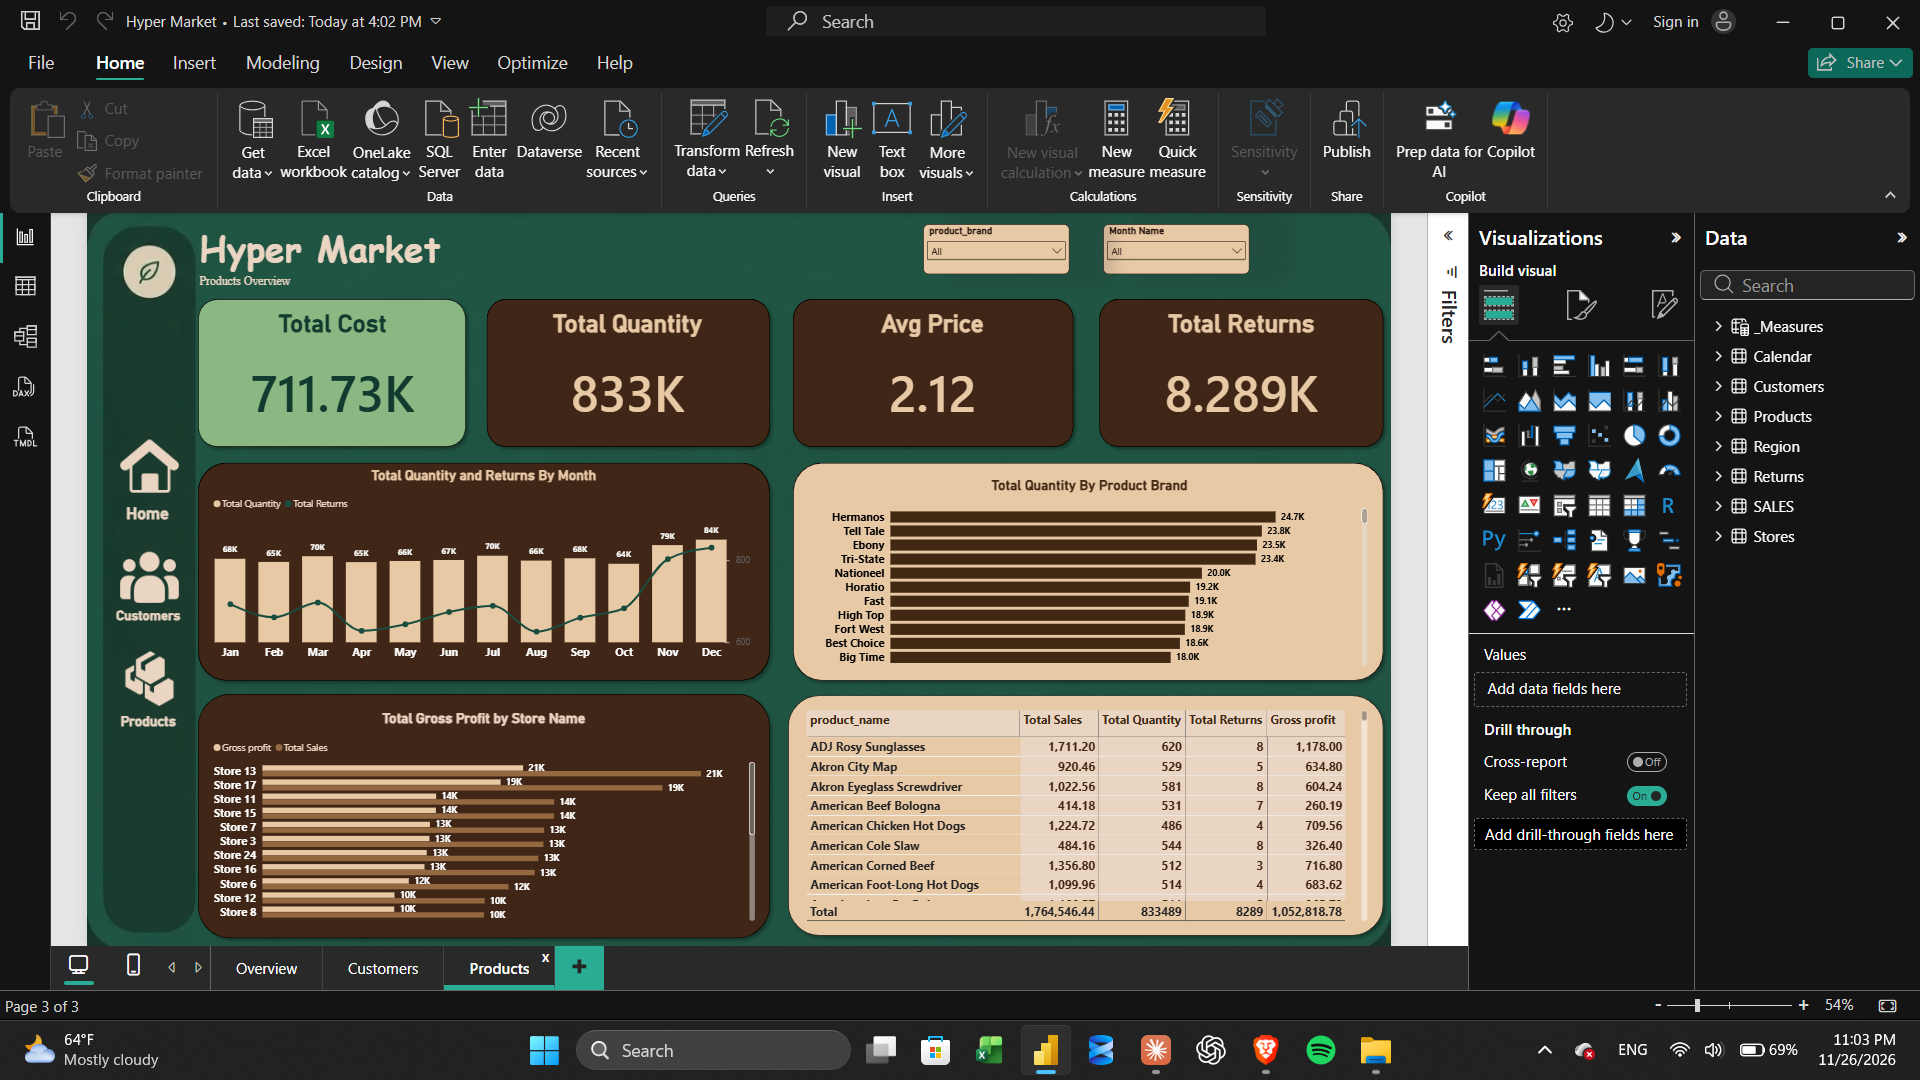 Hyper Market • Last saved: Today at 4:02 PM
Search
Sign in
File Home Insert Modeling Design View Optimize Help
Share
Paste
Cut
Copy
Format painter
Clipboard
Get data
Excel workbook
OneLake catalog
SQL Server
Enter data
Dataverse
Recent sources
Data
Transform data
Refresh
Queries
New visual
Text box
More visuals
Insert
New visual calculation
New measure
Quick measure
Calculations
Sensitivity
Sensitivity
Publish
Share
Prep data for AI
Copilot
Copilot
DAX
TMDL
Hyper Market
Products Overview
product_brand
All
Month Name
All
Home
Customers
Products
Total Cost
711.73K
Total Quantity
833K
Avg Price
2.12
Total Returns
8.289K
Total Quantity and Returns By Month
Total Quantity Total Returns
68K 65K 70K 65K 66K 67K 70K 66K 68K 64K 79K 84K
800
600
Jan Feb Mar Apr May Jun Jul Aug Sep Oct Nov Dec
Total Quantity By Product Brand
Hermanos 24.7K
Tell Tale 23.8K
Ebony 23.5K
Tri-State 23.4K
Nationeel 20.0K
Horatio 19.2K
Fast 19.1K
High Top 18.9K
Fort West 18.9K
Best Choice 18.6K
Big Time 18.0K
Total Gross Profit by Store Name
Gross profit Total Sales
Store 13 21K 21K
Store 17 19K 19K
Store 11 14K 14K
Store 15 14K 14K
Store 7 13K 13K
Store 3 13K 13K
Store 24 13K 13K
Store 16 13K 13K
Store 6 12K 12K
Store 12 10K 10K
Store 8 10K 10K
product_name Total Sales Total Quantity Total Returns Gross profit
ADJ Rosy Sunglasses 1,711.20 620 8 1,178.00
Akron City Map 920.46 529 5 634.80
Akron Eyeglass Screwdriver 1,022.56 581 8 604.24
American Beef Bologna 414.18 531 7 260.19
American Chicken Hot Dogs 1,224.72 486 4 709.56
American Cole Slaw 484.16 544 8 326.40
American Corned Beef 1,356.80 512 3 716.80
American Foot-Long Hot Dogs 1,099.96 514 4 683.62
Total 1,764,546.44 833489 8289 1,052,818.78
Filters
Visualizations
Build visual
123
R
Py
Values
Add data fields here
Drill through
Cross-report Off
Keep all filters On
Add drill-through fields here
Data
Search
_Measures
Calendar
Customers
Products
Region
Returns
SALES
Stores
Overview Customers Products x +
Page 3 of 3
- + 54%
64°F
Mostly cloudy
Search
ENG
69%
11:03 PM
11/26/2026